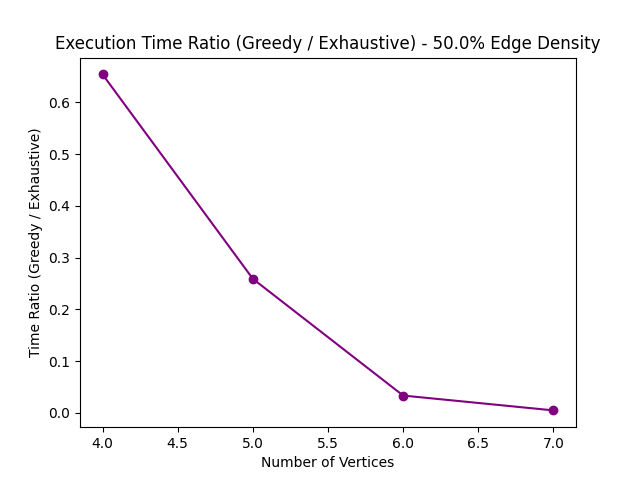 Execution Time Ratio (Greedy / Exhaustive) - 50.0% Edge Density
Time Ratio (Greedy / Exhaustive)
0.6
0.5
0.4
0.3
0.2
0.1
0.0
4.0 4.5 5.0 5.5 6.0 6.5 7.0
Number of Vertices